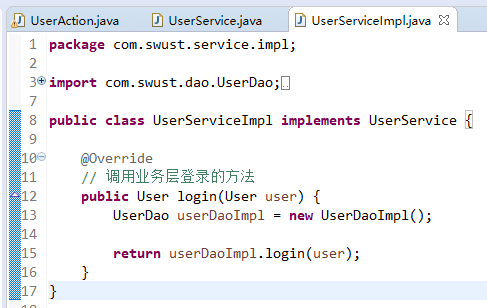 UserAction.java
UserService.java
UserServiceImpl.java
1 package com.swust.service.impl;
2
3 import com.swust.dao.UserDao;
7
8 public class UserServiceImpl implements UserService {
9
10 @Override
11 // 调用业务层登录的方法
12 public User login(User user) {
13 UserDao userDaoImpl = new UserDaoImpl();
14
15 return userDaoImpl.login(user);
16 }
17 }